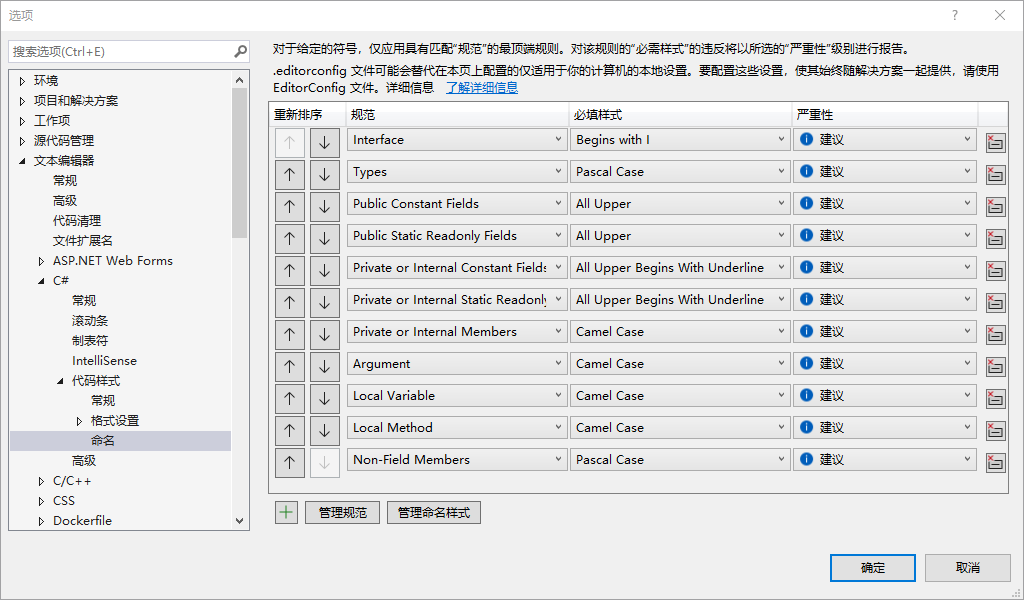 选项
搜索选项(Ctrl+E)
环境
项目和解决方案
工作项
源代码管理
文本编辑器
常规
高级
代码清理
文件扩展名
ASP.NET Web Forms
C#
常规
滚动条
制表符
IntelliSense
代码样式
常规
格式设置
命名
高级
C/C++
CSS
Dockerfile
对于给定的符号，仅应用具有匹配“规范”的最顶端规则。对该规则的“必需样式”的违反将以所选的“严重性”级别进行报告。
.editorconfig 文件可能会替代在本页上配置的仅适用于你的计算机的本地设置。要配置这些设置，使其始终随解决方案一起提供，请使用
EditorConfig 文件。详细信息 了解详细信息
重新排序 规范 必填样式 严重性
Interface Begins with I 建议
Types Pascal Case 建议
Public Constant Fields All Upper 建议
Public Static Readonly Fields All Upper 建议
Private or Internal Constant Fields All Upper Begins With Underline 建议
Private or Internal Static Readonly All Upper Begins With Underline 建议
Private or Internal Members Camel Case 建议
Argument Camel Case 建议
Local Variable Camel Case 建议
Local Method Camel Case 建议
Non-Field Members Pascal Case 建议
管理规范 管理命名样式
确定 取消